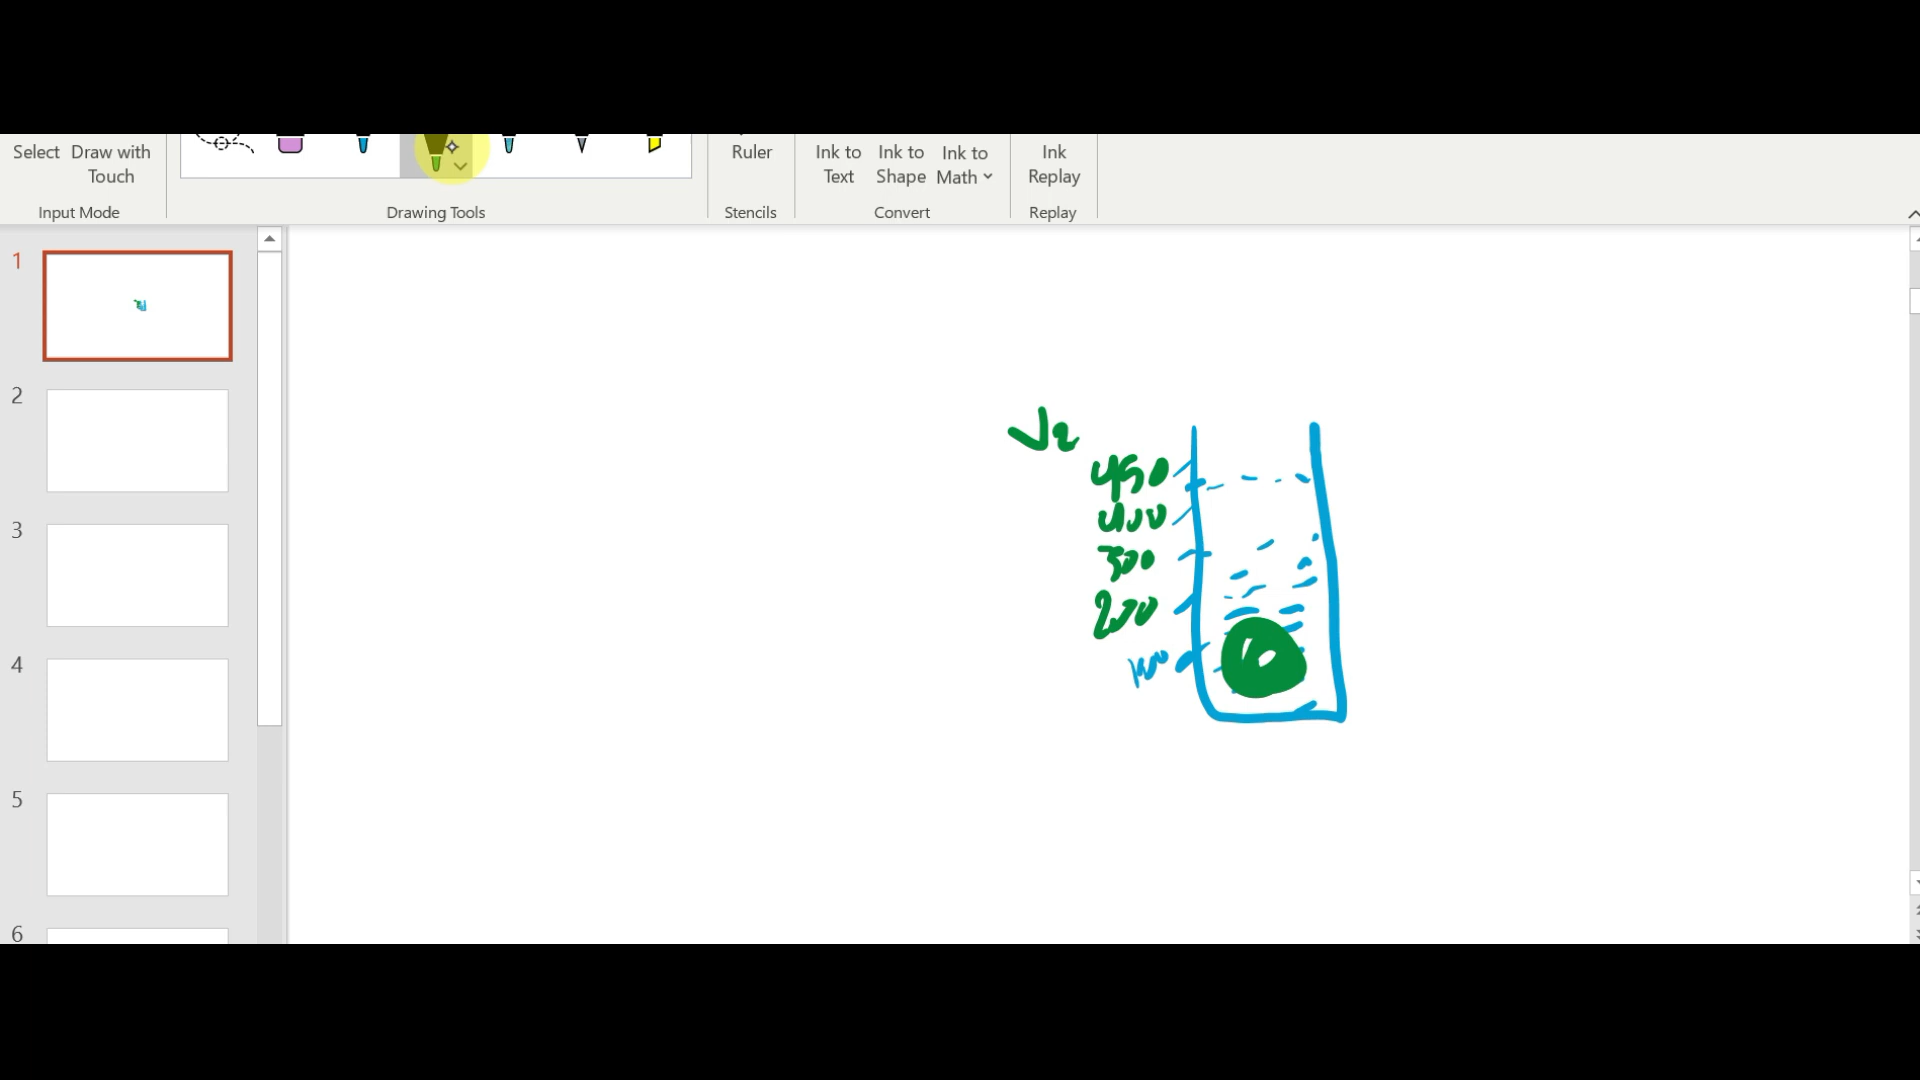 Select Draw with Touch
Input Mode
Drawing Tools
Ruler
Stencils
Ink to Text
Ink to Shape
Ink to Math
Convert
Ink Replay
Replay
1
2
3
4
5
6
V2
450
400
300
200
100